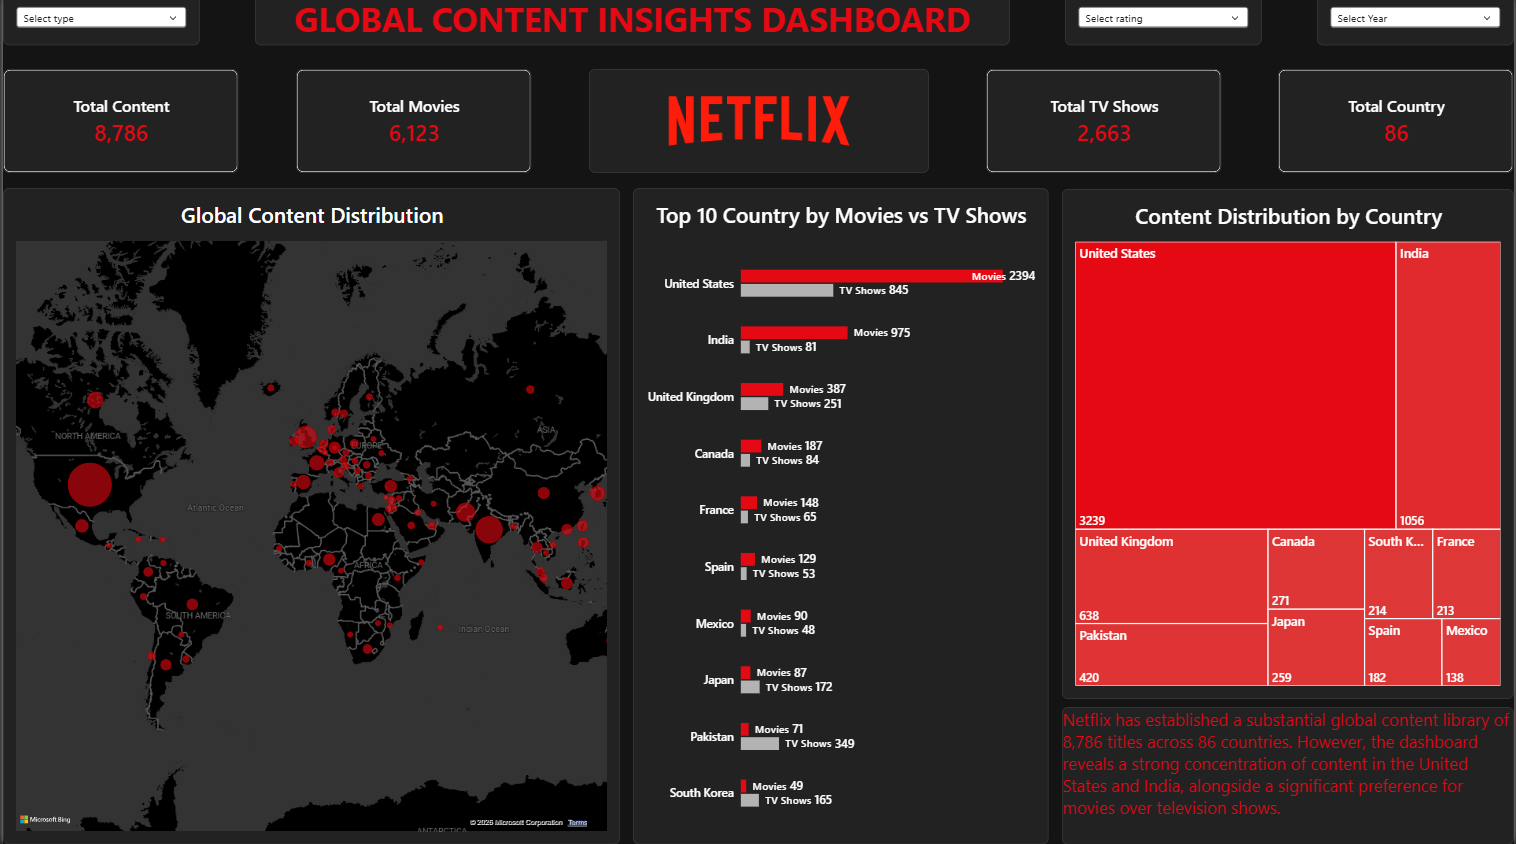 Select type
GLOBAL CONTENT INSIGHTS DASHBOARD
Select rating
Select Year
Total Content
8,786
Total Movies
6,123
NETFLIX
Total TV Shows
2,663
Total Country
86
Global Content Distribution
NORTH AMERICA
EUROPE
ASIA
Atlantic Ocean
AFRICA
SOUTH AMERICA
Indian Ocean
ANTARCTICA
Microsoft Bing
© 2025 Microsoft Corporation Terms
Top 10 Country by Movies vs TV Shows
United States
Movies 2394
TV Shows 845
India
Movies 975
TV Shows 81
United Kingdom
Movies 387
TV Shows 251
Canada
Movies 187
TV Shows 84
France
Movies 148
TV Shows 65
Spain
Movies 129
TV Shows 53
Mexico
Movies 90
TV Shows 48
Japan
Movies 87
TV Shows 172
Pakistan
Movies 71
TV Shows 349
South Korea
Movies 49
TV Shows 165
Content Distribution by Country
United States
3239
India
1056
United Kingdom
638
Pakistan
420
Canada
271
Japan
259
South K...
214
France
213
Spain
182
Mexico
138
Netflix has established a substantial global content library of
8,786 titles across 86 countries. However, the dashboard
reveals a strong concentration of content in the United
States and India, alongside a significant preference for
movies over television shows.